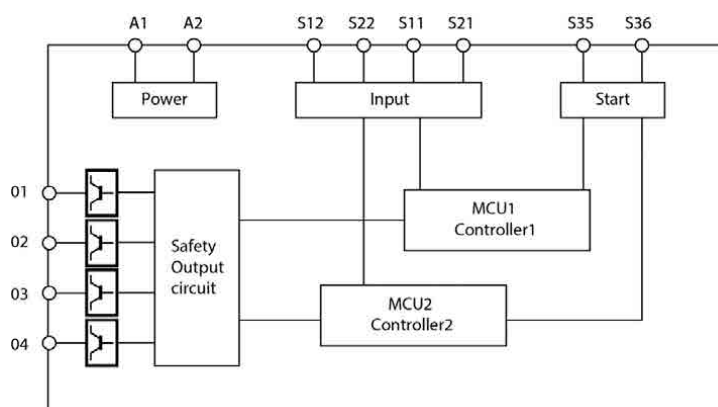 A1 A2 S12 S22 S11 S21 S35 S36
Power Input Start
01
02
03
04
Safety
Output
circuit
MCU1
Controller1
MCU2
Controller2